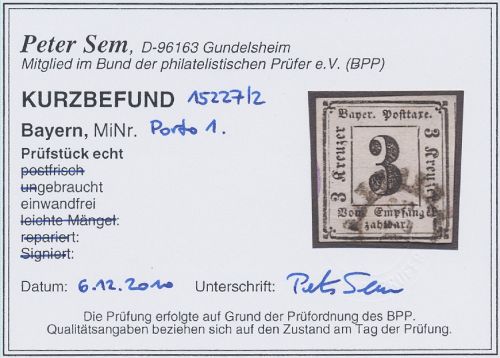 Peter Sem, D-96163 Gundelsheim
Mitglied im Bund der philatelistischen Prüfer e.V. (BPP)
KURZBEFUND 15227/2
Bayern, MiNr. Porto 1.
Prüfstück echt
postfrisch
ungebraucht
einwandfrei
leichte Mängel:
repariert:
Signiert:
Datum: 6.12.2010 Unterschrift: Peter Sem
Die Prüfung erfolgte auf Grund der Prüfordnung des BPP.
Qualitätsangaben beziehen sich auf den Zustand am Tag der Prüfung.
Bayer. Posttaxe.
3 Kreuzer
3
3 Kreuzer
Vom Empfänger
zahlbar.